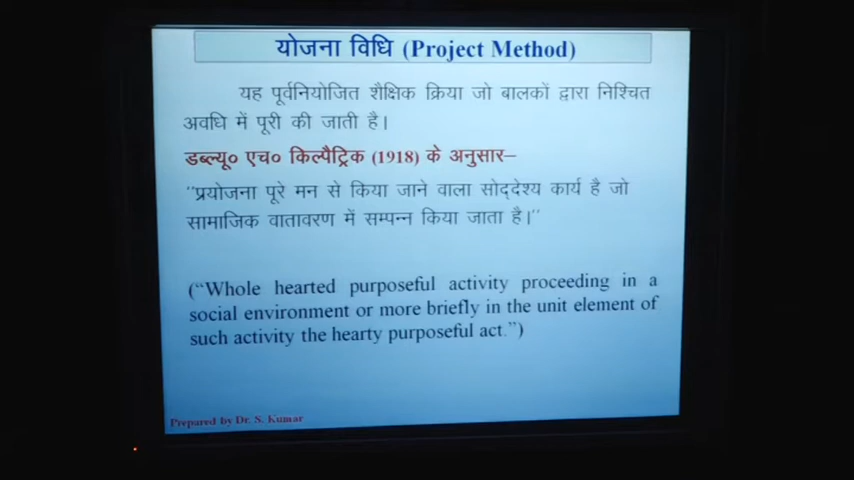 योजना विधि (Project Method)
यह पूर्वनियोजित शैक्षिक क्रिया जो बालकों द्वारा निश्चित
अवधि में पूरी की जाती है।
डब्ल्यू० एच० किल्पैट्रिक (1918) के अनुसार–
''प्रयोजना पूरे मन से किया जाने वाला सोद्देश्य कार्य है जो
सामाजिक वातावरण में सम्पन्न किया जाता है।''
(“Whole hearted purposeful activity proceeding in a
social environment or more briefly in the unit element of
such activity the hearty purposeful act.”)
Prepared by Dr. S. Kumar